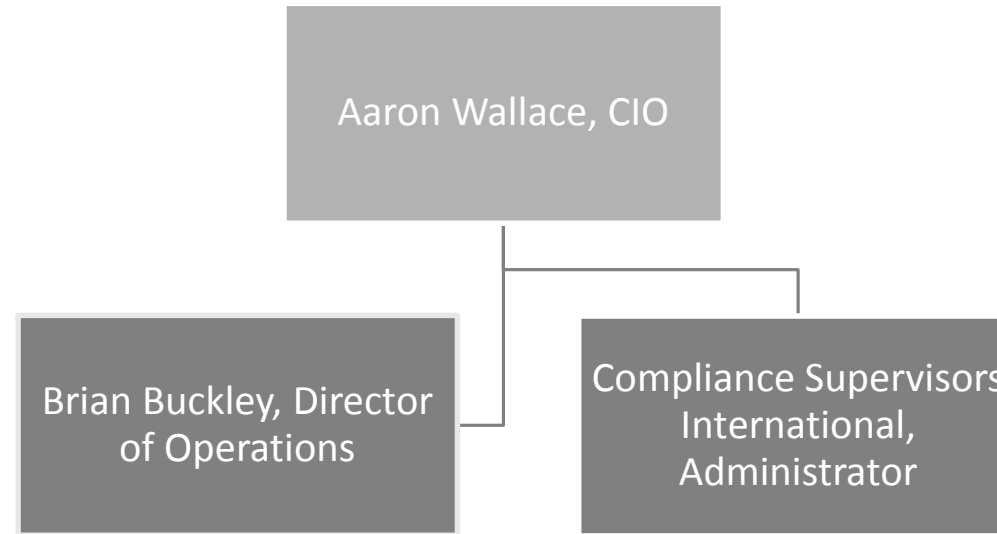 Aaron Wallace, CIO
Brian Buckley, Director
of Operations
Compliance Supervisors
International,
Administrator